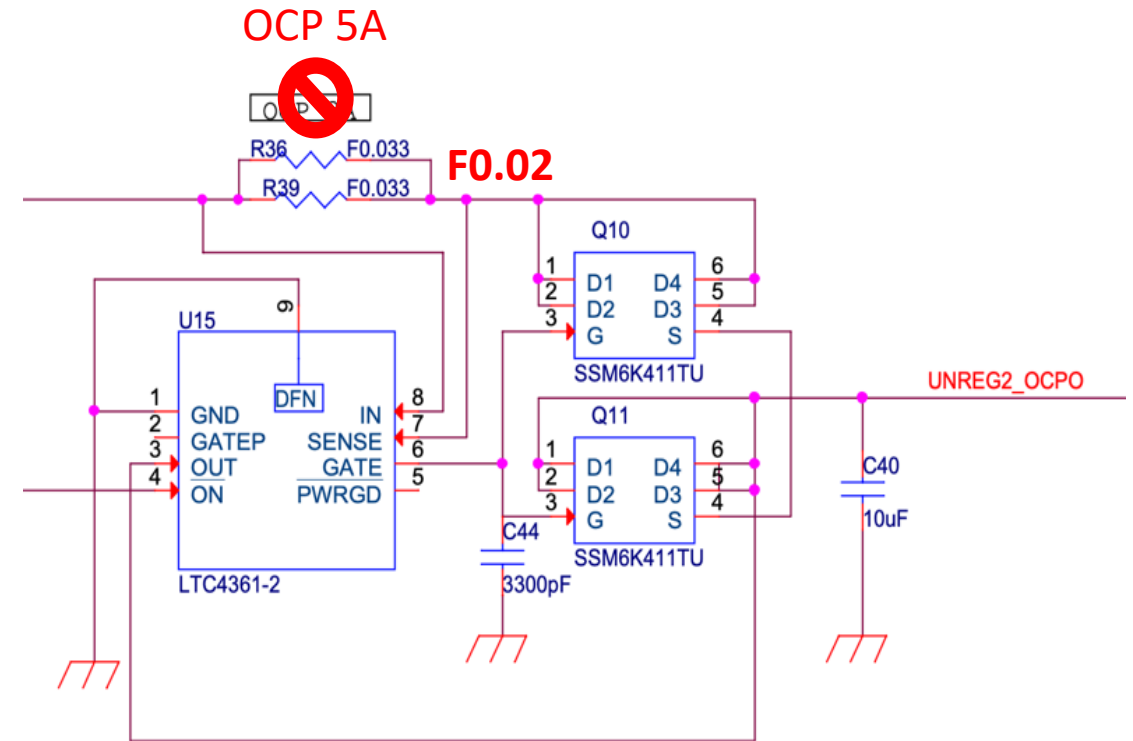 OCP 5A
R36
F0.033
F0.02
R39
F0.033
Q10
1
D1
D4
6
2
D2
D3
5
3
G
S
4
SSM6K411TU
9
U15
DFN
1
GND
IN
8
2
GATEP
SENSE
7
3
OUT
GATE
6
4
ON
PWRGD
5
LTC4361-2
UNREG2_OCPO
Q11
1
D1
D4
6
2
D2
D3
5
3
G
S
4
SSM6K411TU
C44
3300pF
C40
10uF